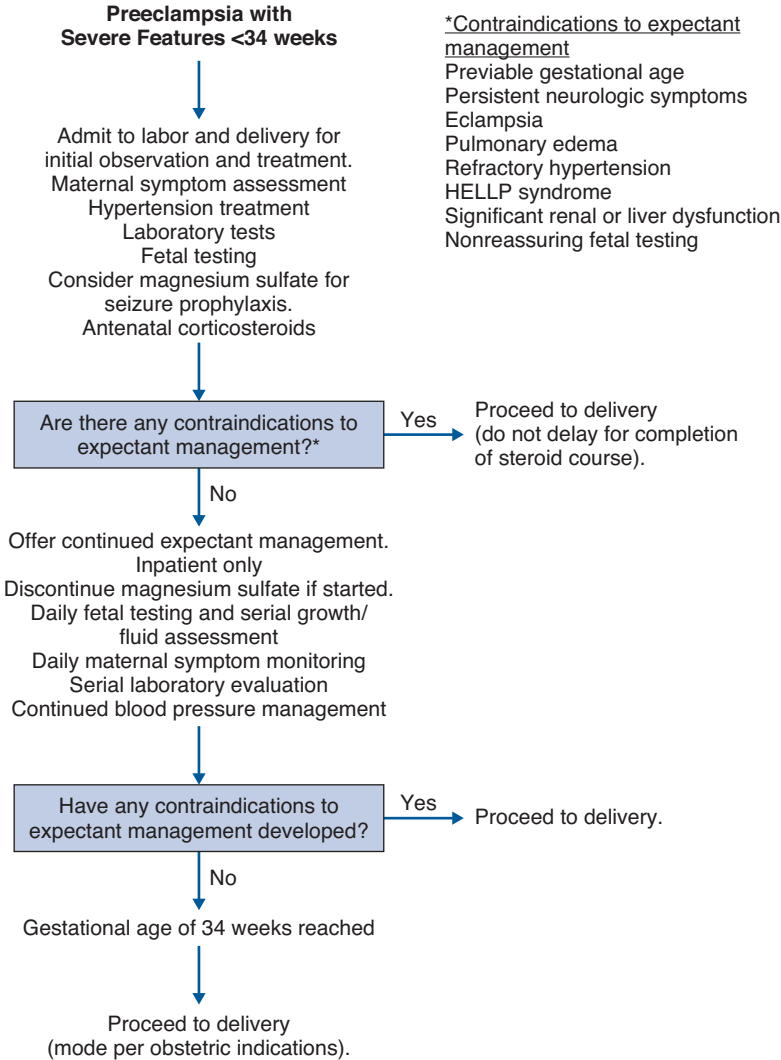 Preeclampsia with
Severe Features <34 weeks
*Contraindications to expectant
management
Previable gestational age
Persistent neurologic symptoms
Eclampsia
Pulmonary edema
Refractory hypertension
HELLP syndrome
Significant renal or liver dysfunction
Nonreassuring fetal testing
Admit to labor and delivery for
initial observation and treatment.
Maternal symptom assessment
Hypertension treatment
Laboratory tests
Fetal testing
Consider magnesium sulfate for
seizure prophylaxis.
Antenatal corticosteroids
Are there any contraindications to
expectant management?*
Yes
Proceed to delivery
(do not delay for completion
of steroid course).
No
Offer continued expectant management.
Inpatient only
Discontinue magnesium sulfate if started.
Daily fetal testing and serial growth/
fluid assessment
Daily maternal symptom monitoring
Serial laboratory evaluation
Continued blood pressure management
Have any contraindications to
expectant management developed?
Yes
Proceed to delivery.
No
Gestational age of 34 weeks reached
Proceed to delivery
(mode per obstetric indications).